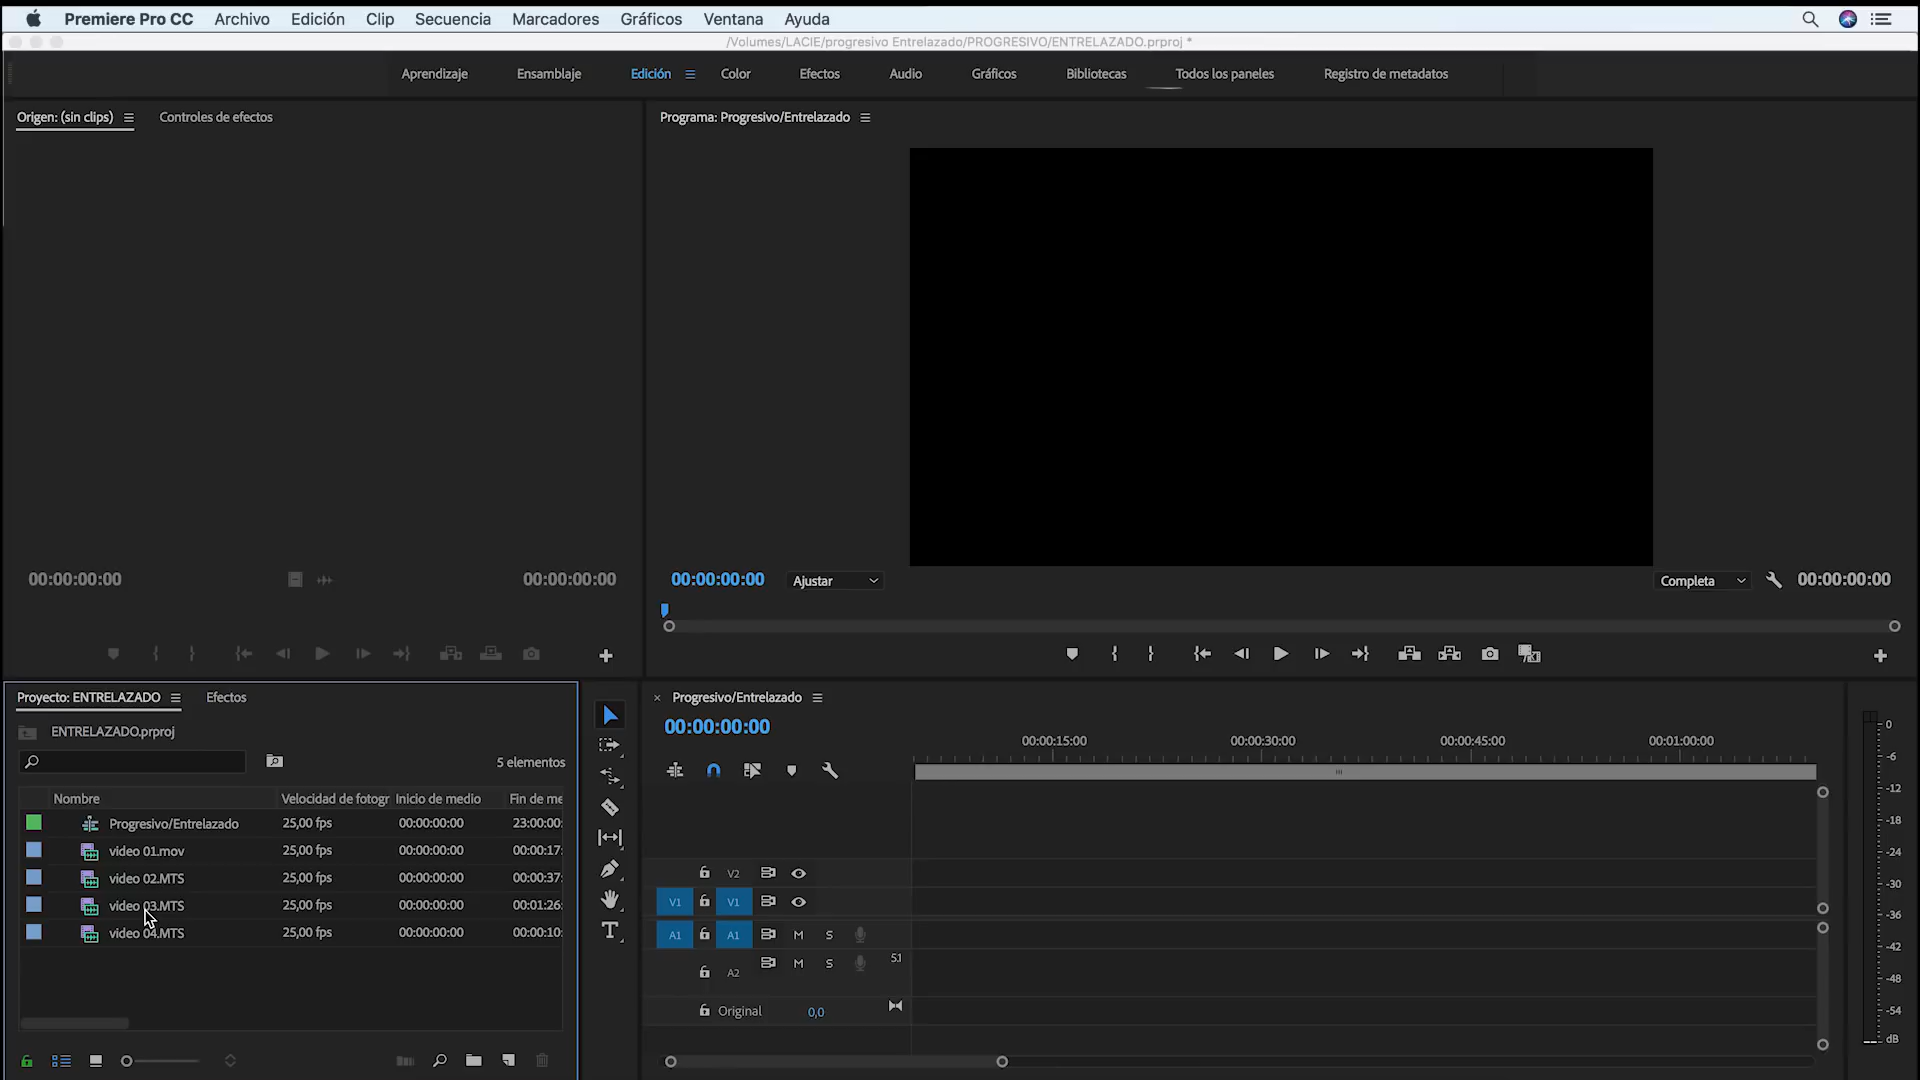 Premiere Pro CC Archivo Edición Clip Secuencia Marcadores Gráficos Ventana Ayuda
/Volumes/LACIE/progresivo Entrelazado/PROGRESIVO/ENTRELAZADO.prproj *
Aprendizaje Ensamblaje Edición Color Efectos Audio Gráficos Bibliotecas Todos los paneles Registro de metadatos
Origen: (sin clips) Controles de efectos
Programa: Progresivo/Entrelazado
00:00:00:00 00:00:00:00
00:00:00:00 Ajustar Completa 00:00:00:00
Proyecto: ENTRELAZADO Efectos
ENTRELAZADO.prproj
5 elementos
Nombre Velocidad de fotogr Inicio de medio Fin de me
Progresivo/Entrelazado 25,00 fps 00:00:00:00 23:00:00:
video 01.mov 25,00 fps 00:00:00:00 00:00:17:
video 02.MTS 25,00 fps 00:00:00:00 00:00:37:
video 03.MTS 25,00 fps 00:00:00:00 00:01:26:
video 04.MTS 25,00 fps 00:00:00:00 00:00:10:
T
× Progresivo/Entrelazado
00:00:00:00
00:00:15:00 00:00:30:00 00:00:45:00 00:01:00:00
V2
V1 V1
A1 A1 M S
A2 M S 5.1
Original 0,0
0
-6
-12
-18
-24
-30
-36
-42
-48
-54
dB